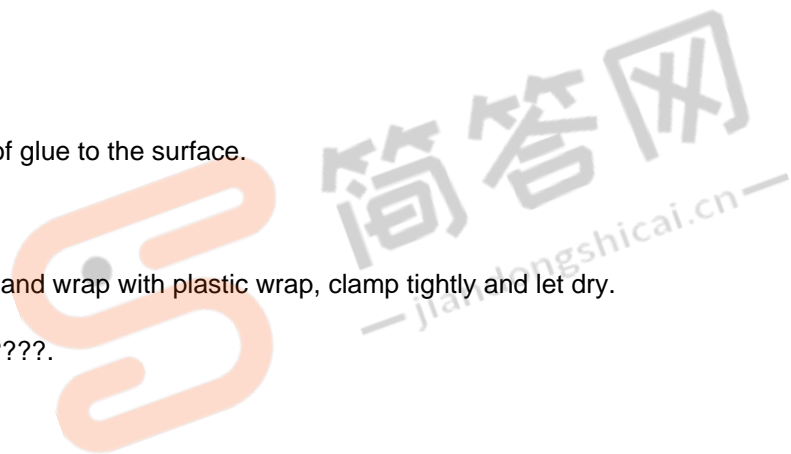 of glue to the surface.
简答网
jiandongshicai.cn
and wrap with plastic wrap, clamp tightly and let dry.
????.